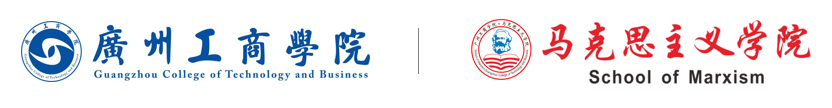 廣州工商學院
Guangzhou College of Technology and Business
马克思主义学院
School of Marxism